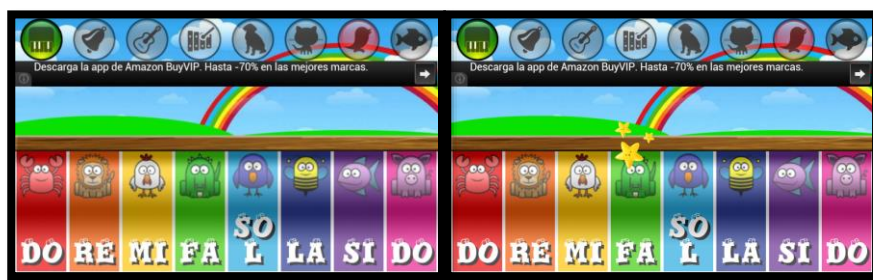 Descarga la app de Amazon BuyVIP. Hasta -70% en las mejores marcas.
DO RE MI FA SO
L LA SI DO
Descarga la app de Amazon BuyVIP. Hasta -70% en las mejores marcas.
DO RE MI FA SO
L LA SI DO